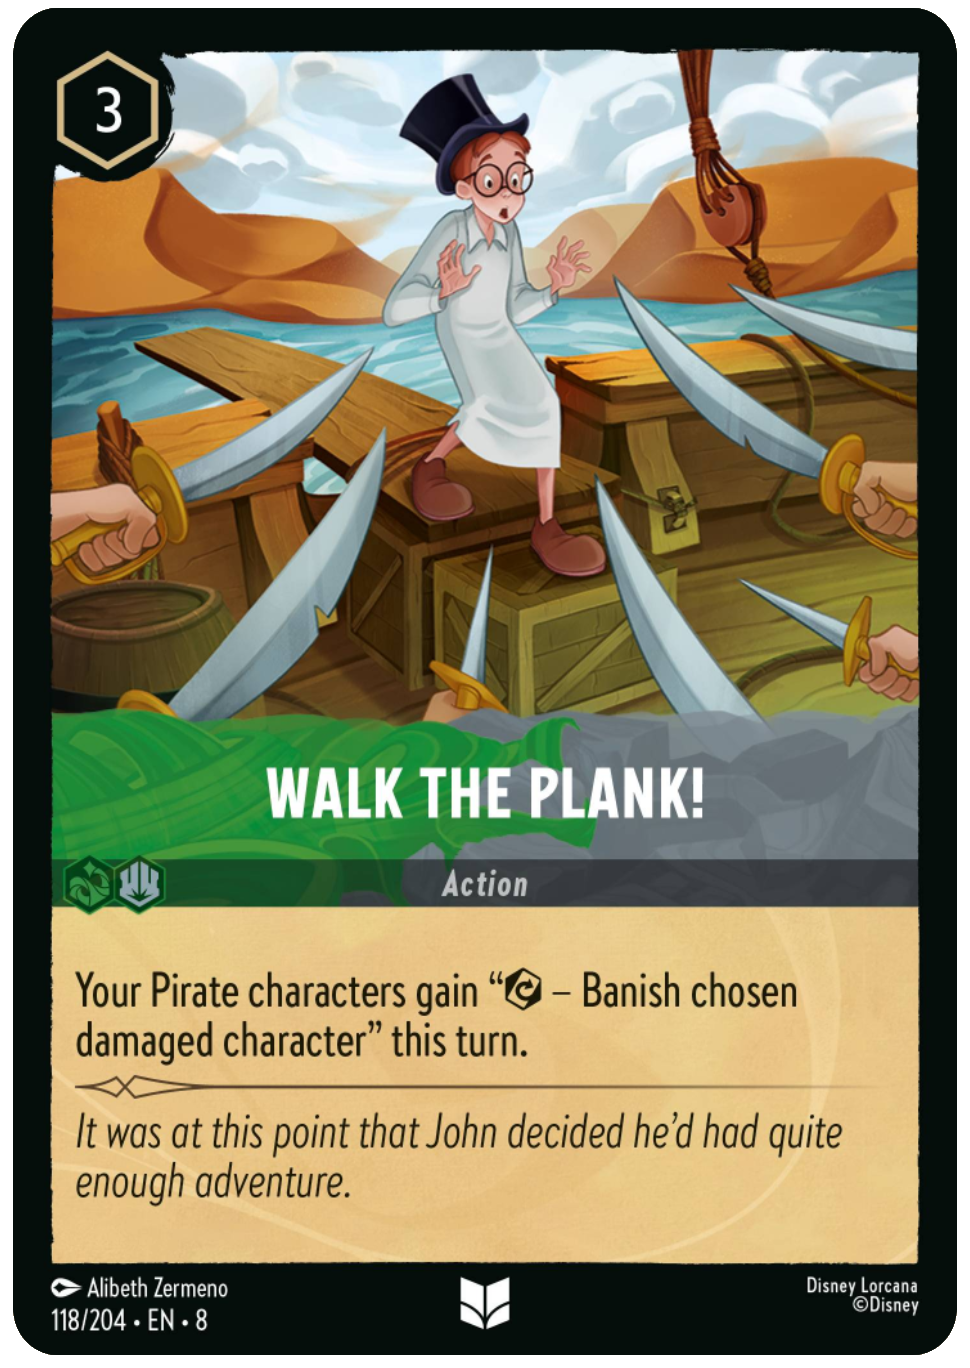 3
WALK THE PLANK!
Action
Your Pirate characters gain “⟳ – Banish chosen
damaged character” this turn.
It was at this point that John decided he’d had quite
enough adventure.
Alibeth Zermeno
118/204 • EN • 8
Disney Lorcana
©Disney